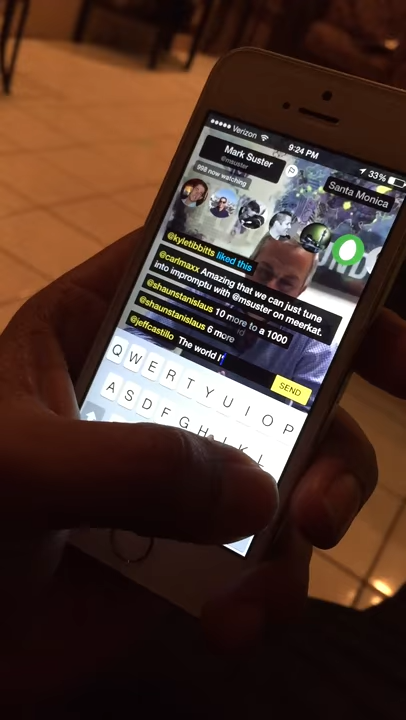 Verizon 9:24 PM 33%
Mark Suster
@msuster
998 now watching
Santa Monica
@kyletibbitts liked this
@carlmaxx Amazing that we can just tune
into impromptu with @msuster on meerkat.
@shaunstanislaus 10 more to a 1000
@shaunstanislaus 6 more
@jeffcastillo The world i'
SEND
Q W E R T Y U I O P
A S D F G H J K L